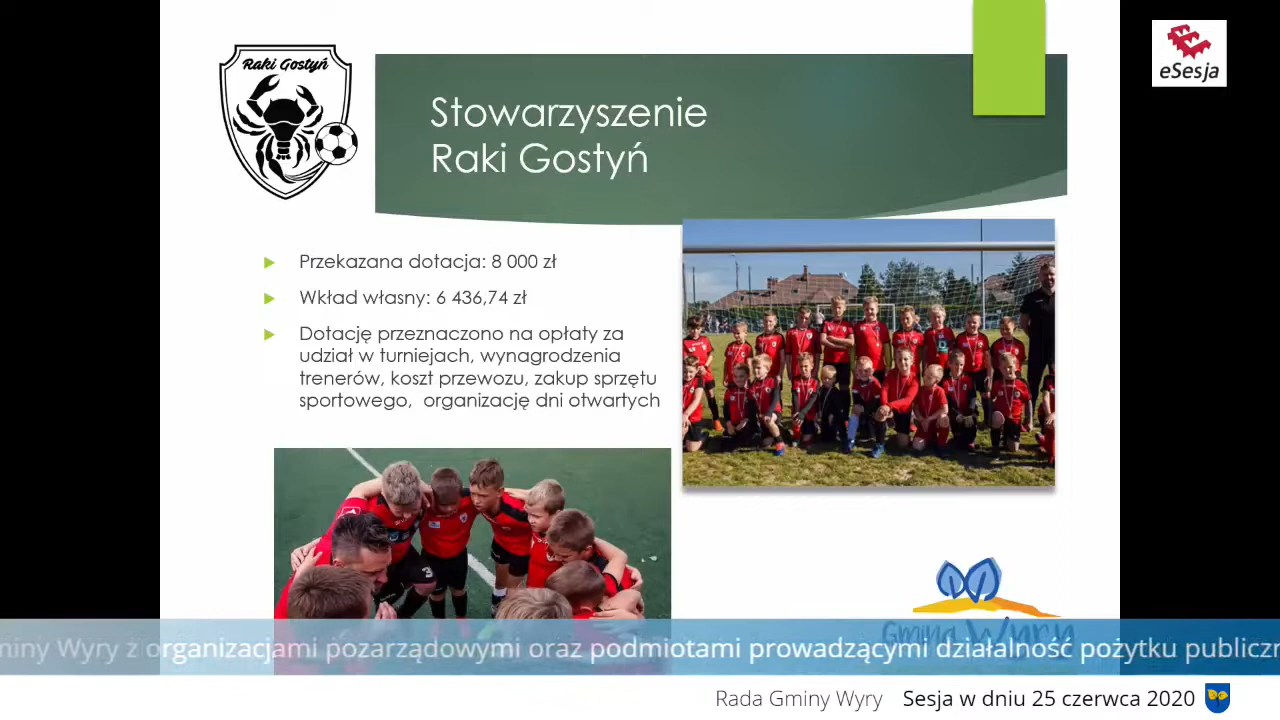 Raki Gostyń
eSesja
Stowarzyszenie
Raki Gostyń
Przekazana dotacja: 8 000 zł
Wkład własny: 6 436,74 zł
Dotację przeznaczono na opłaty za
udział w turniejach, wynagrodzenia
trenerów, koszt przewozu, zakup sprzętu
sportowego, organizację dni otwartych
3
Gmina Wyry
miny Wyry z organizacjami pozarządowymi oraz podmiotami prowadzącymi działalność pożytku publiczn
Rada Gminy Wyry Sesja w dniu 25 czerwca 2020